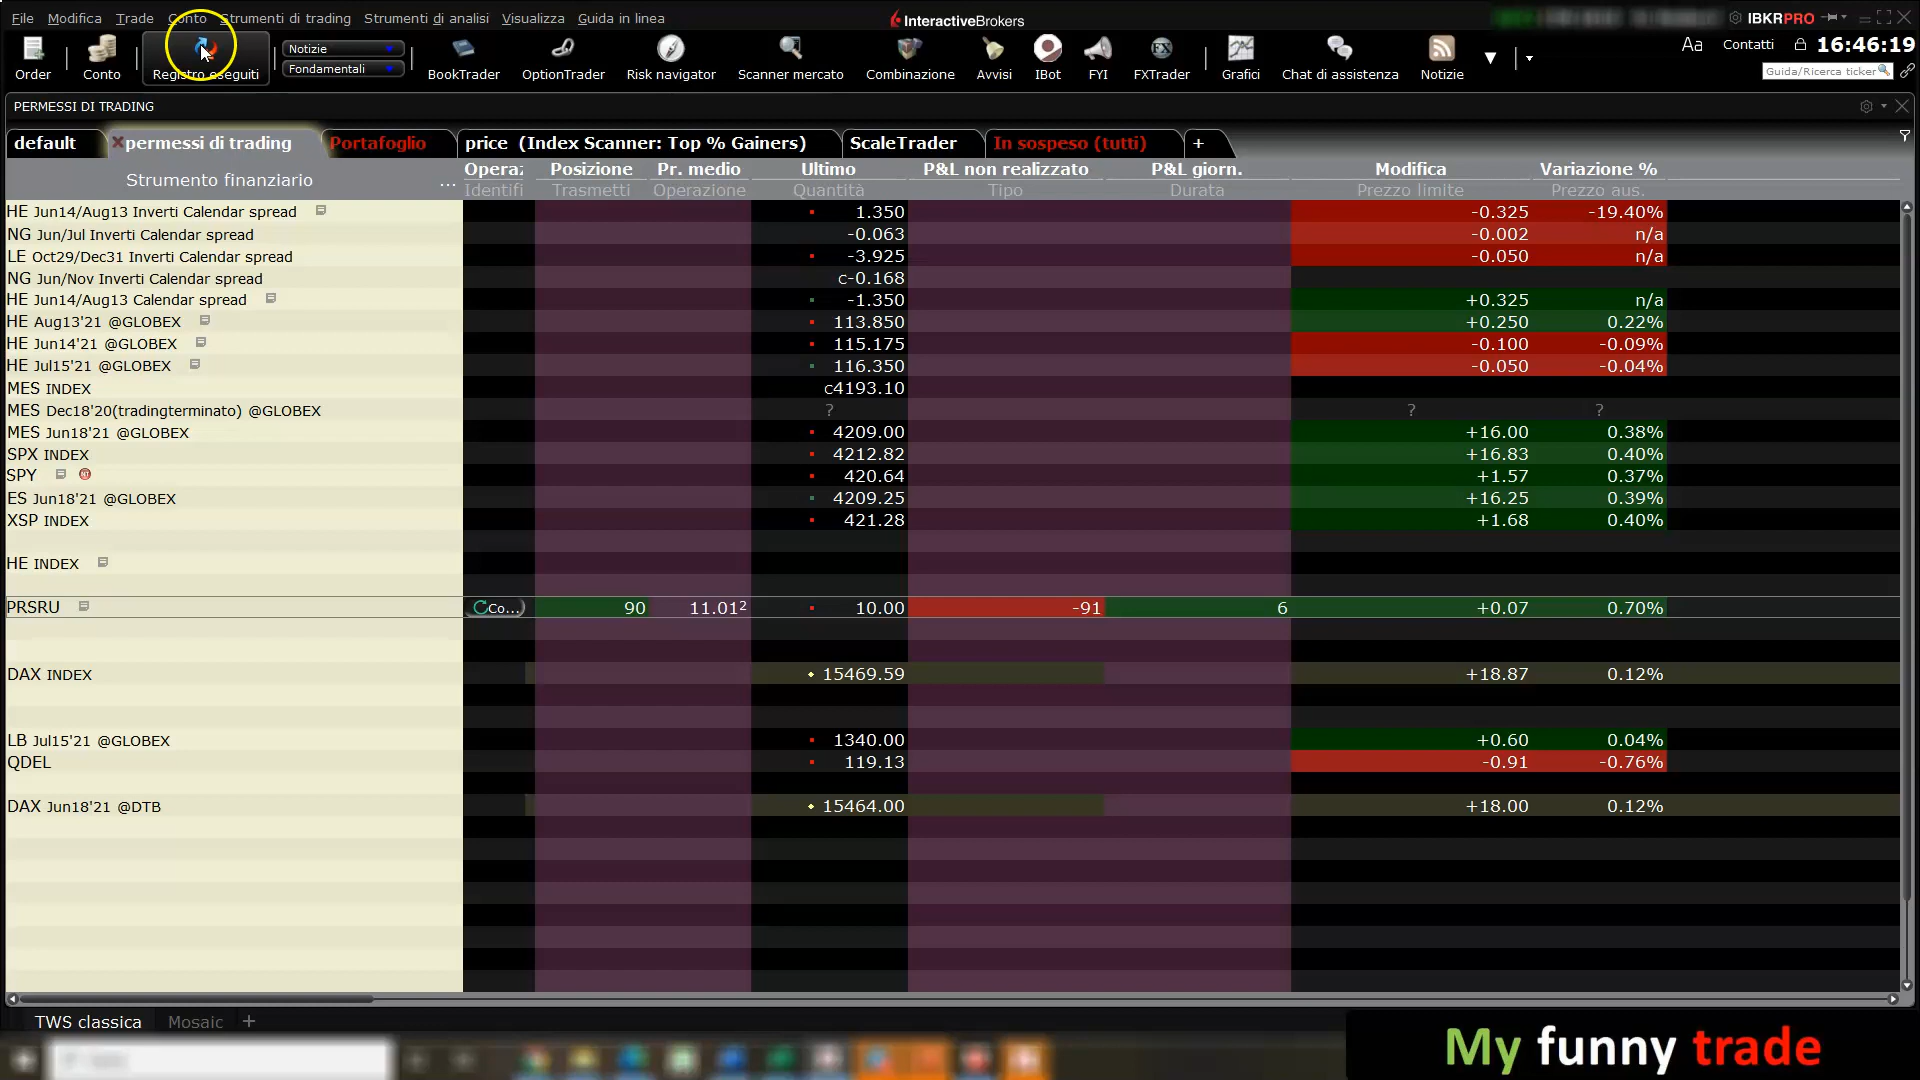 File Modifica Trade Conto Strumenti di trading Strumenti di analisi Visualizza Guida in linea InteractiveBrokers IBKRPRO
Order Conto Registro eseguiti Notizie Fondamentali BookTrader OptionTrader Risk navigator Scanner mercato Combinazione Avvisi IBot FYI FXTrader Grafici Chat di assistenza Notizie Aa Contatti 16:46:19
Guida/Ricerca ticker
PERMESSI DI TRADING
default permessi di trading Portafoglio price (Index Scanner: Top % Gainers) ScaleTrader In sospeso (tutti) +
Strumento finanziario ... Operaz Posizione Pr. medio Ultimo P&L non realizzato P&L giorn. Modifica Variazione %
Identifi Trasmetti Operazione Quantità Tipo Durata Prezzo limite Prezzo aus.
HE Jun14/Aug13 Inverti Calendar spread 1.350 -0.325 -19.40%
NG Jun/Jul Inverti Calendar spread -0.063 -0.002 n/a
LE Oct29/Dec31 Inverti Calendar spread -3.925 -0.050 n/a
NG Jun/Nov Inverti Calendar spread c-0.168
HE Jun14/Aug13 Calendar spread -1.350 +0.325 n/a
HE Aug13'21 @GLOBEX 113.850 +0.250 0.22%
HE Jun14'21 @GLOBEX 115.175 -0.100 -0.09%
HE Jul15'21 @GLOBEX 116.350 -0.050 -0.04%
MES INDEX c4193.10
MES Dec18'20(tradingterminato) @GLOBEX ? ? ?
MES Jun18'21 @GLOBEX 4209.00 +16.00 0.38%
SPX INDEX 4212.82 +16.83 0.40%
SPY 420.64 +1.57 0.37%
ES Jun18'21 @GLOBEX 4209.25 +16.25 0.39%
XSP INDEX 421.28 +1.68 0.40%
HE INDEX
PRSRU Co... 90 11.01² 10.00 -91 6 +0.07 0.70%
DAX INDEX 15469.59 +18.87 0.12%
LB Jul15'21 @GLOBEX 1340.00 +0.60 0.04%
QDEL 119.13 -0.91 -0.76%
DAX Jun18'21 @DTB 15464.00 +18.00 0.12%
TWS classica Mosaic +
My funny trade